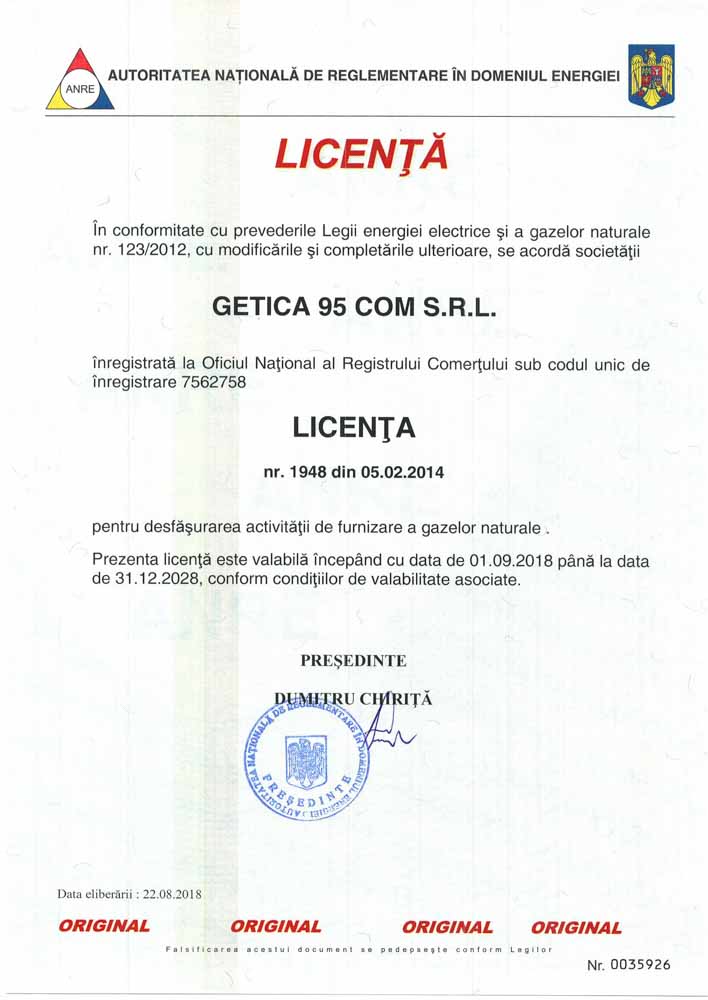 ANRE
AUTORITATEA NAȚIONALĂ DE REGLEMENTARE ÎN DOMENIUL ENERGIEI
LICENŢĂ
În conformitate cu prevederile Legii energiei electrice şi a gazelor naturale
nr. 123/2012, cu modificările şi completările ulterioare, se acordă societăţii
GETICA 95 COM S.R.L.
înregistrată la Oficiul Naţional al Registrului Comerţului sub codul unic de
înregistrare 7562758
LICENŢA
nr. 1948 din 05.02.2014
pentru desfăşurarea activităţii de furnizare a gazelor naturale .
Prezenta licenţă este valabilă începând cu data de 01.09.2018 până la data
de 31.12.2028, conform condiţiilor de valabilitate asociate.
PREŞEDINTE
DUMITRU CHIRIŢĂ
AUTORITATEA NAŢIONALĂ DE REGLEMENTARE ÎN DOMENIUL ENERGIEI
PREŞEDINTE
Data eliberării : 22.08.2018
ORIGINAL ORIGINAL ORIGINAL ORIGINAL
Falsificarea acestui document se pedepseşte conform Legilor
Nr. 0035926